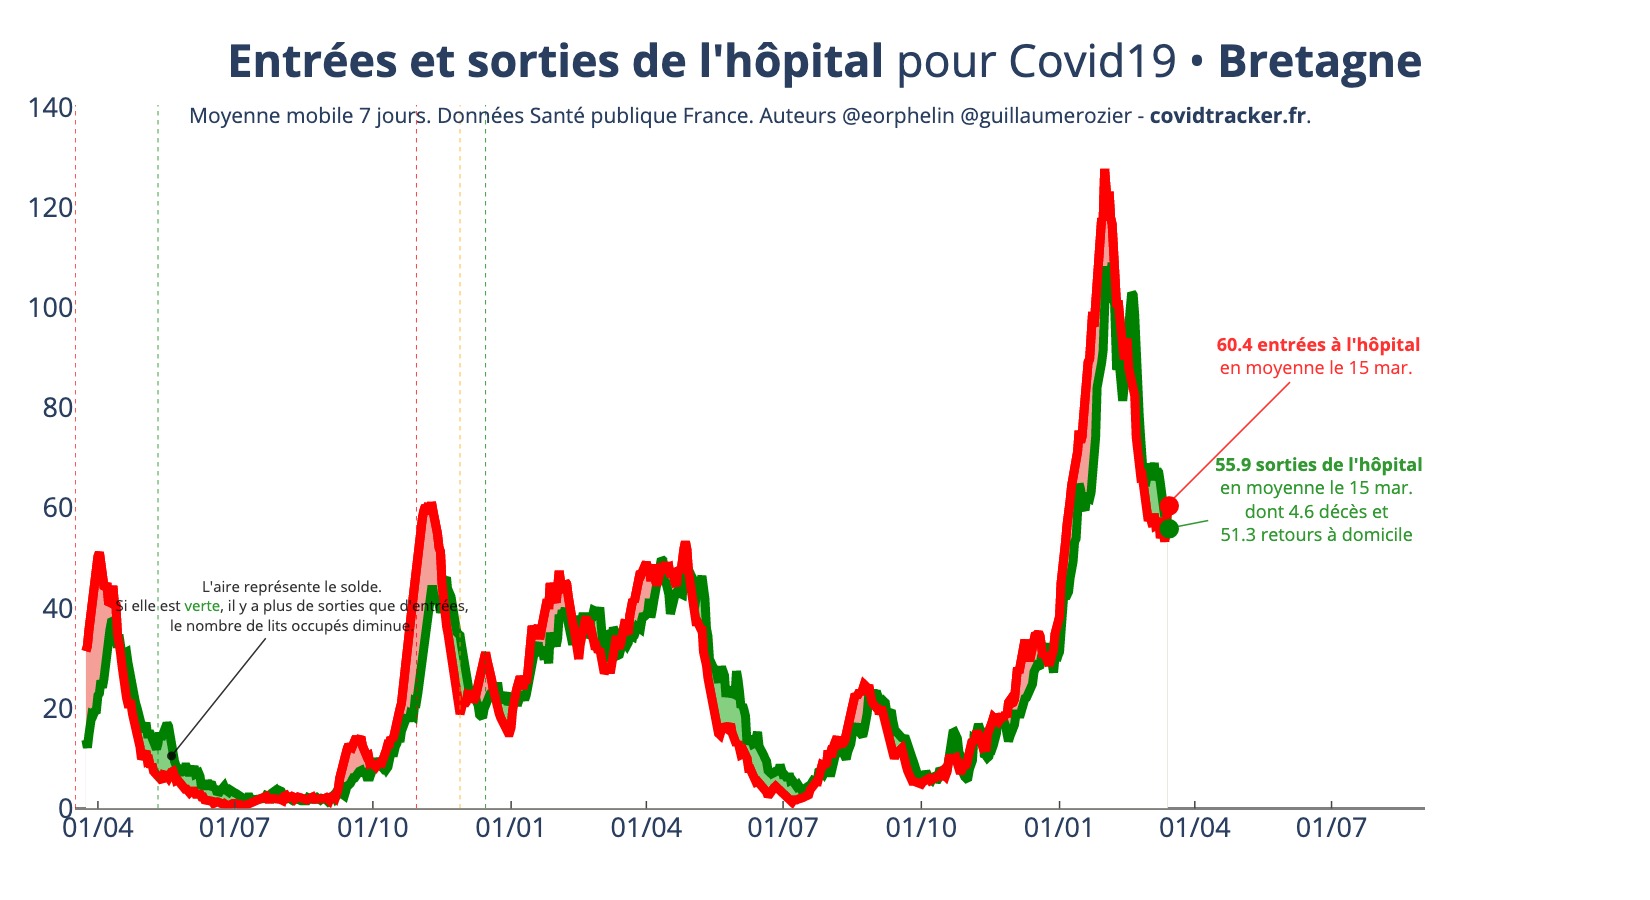 Entrées et sorties de l'hôpital pour Covid19 • Bretagne
Moyenne mobile 7 jours. Données Santé publique France. Auteurs @eorphelin @guillaumerozier - covidtracker.fr.
140
120
100
80
60
40
20
0
60.4 entrées à l'hôpital
en moyenne le 15 mar.
55.9 sorties de l'hôpital
en moyenne le 15 mar.
dont 4.6 décès et
51.3 retours à domicile
L'aire représente le solde.
Si elle est verte, il y a plus de sorties que d'entrées,
le nombre de lits occupés diminue.
01/04 01/07 01/10 01/01 01/04 01/07 01/10 01/01 01/04 01/07